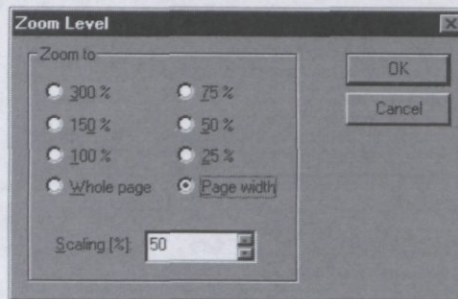 Zoom Level
Zoom to
300 % 75 %
150 % 50 %
100 % 25 %
Whole page Page width
Scaling [%]: 50
OK
Cancel